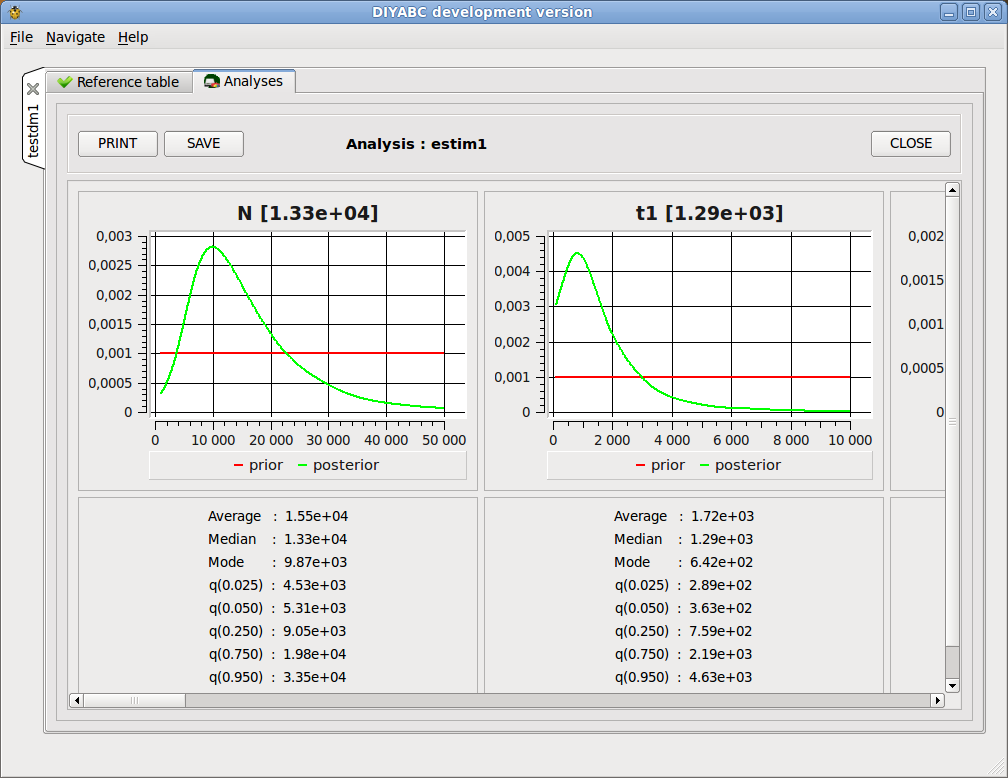 DIYABC development version
File Navigate Help
testdm1
Reference table Analyses
PRINT SAVE Analysis : estim1 CLOSE
N [1.33e+04]
0,003
0,0025
0,002
0,0015
0,001
0,0005
0
0 10 000 20 000 30 000 40 000 50 000
prior posterior
t1 [1.29e+03]
0,005
0,004
0,003
0,002
0,001
0
0 2 000 4 000 6 000 8 000 10 000
prior posterior
0,002
0,0015
0,001
0,0005
0
Average : 1.55e+04
Median : 1.33e+04
Mode : 9.87e+03
q(0.025) : 4.53e+03
q(0.050) : 5.31e+03
q(0.250) : 9.05e+03
q(0.750) : 1.98e+04
q(0.950) : 3.35e+04
Average : 1.72e+03
Median : 1.29e+03
Mode : 6.42e+02
q(0.025) : 2.89e+02
q(0.050) : 3.63e+02
q(0.250) : 7.59e+02
q(0.750) : 2.19e+03
q(0.950) : 4.63e+03